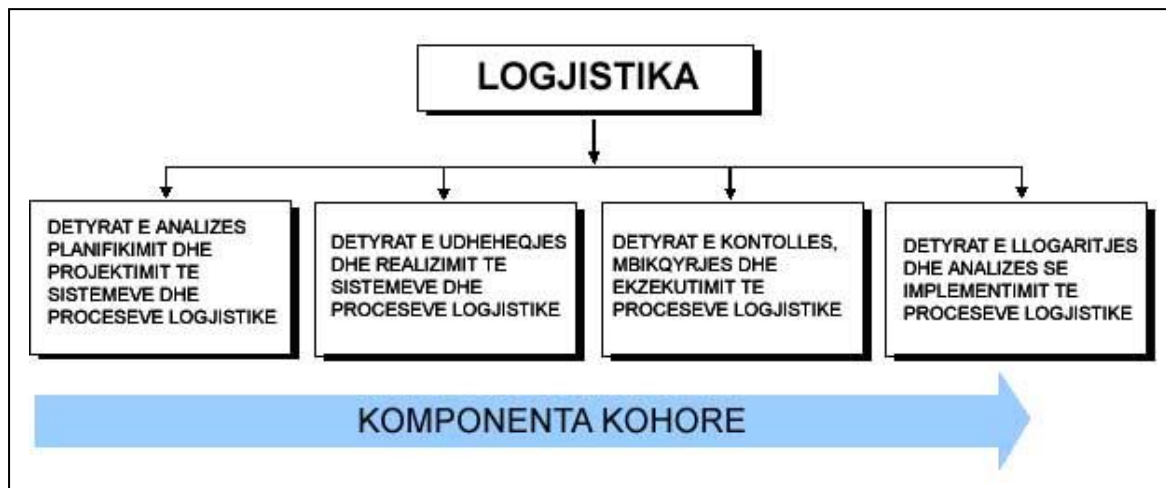 LOGJISTIKA
DETYRAT E ANALIZES
PLANIFIKIMIT DHE
PROJEKTIMIT TE
SISTEMEVE DHE
PROCESEVE LOGJISTIKE
DETYRAT E UDHEHEQJES
DHE REALIZIMIT TE
SISTEMEVE DHE
PROCESEVE LOGJISTIKE
DETYRAT E KONTOLLES,
MBIKQYRJES DHE
EKZEKUTIMIT TE
PROCESEVE LOGJISTIKE
DETYRAT E LLOGARITJES
DHE ANALIZES SE
IMPLEMENTIMIT TE
PROCESEVE LOGJISTIKE
KOMPONENTA KOHORE